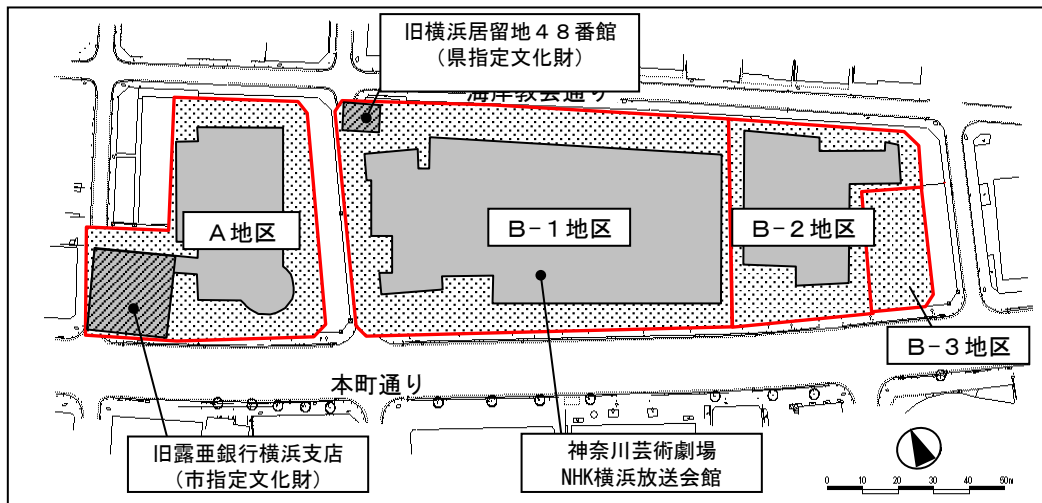 旧横浜居留地４８番館
（県指定文化財）
海岸教会通り
A地区
B-１地区
B-２地区
B-３地区
本町通り
旧露亜銀行横浜支店
（市指定文化財）
神奈川芸術劇場
NHK横浜放送会館
0 10 20 30 40 50m